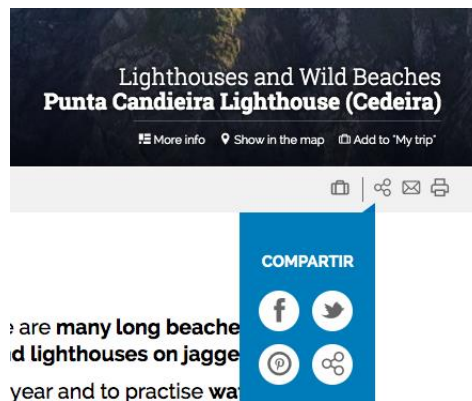 Lighthouses and Wild Beaches
Punta Candieira Lighthouse (Cedeira)
More info Show in the map Add to "My trip"
COMPARTIR
are many long beache
lighthouses on jagge
year and to practise